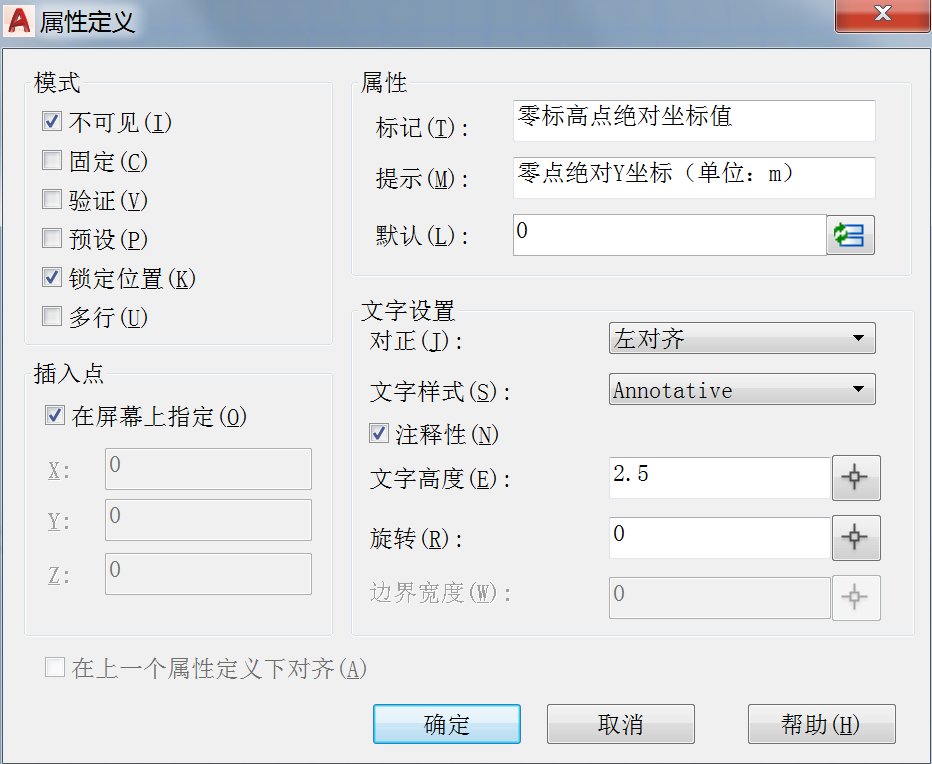 属性定义
模式
不可见(I)
固定(C)
验证(V)
预设(P)
锁定位置(K)
多行(U)
插入点
在屏幕上指定(O)
X: 0
Y: 0
Z: 0
属性
标记(T): 零标高点绝对坐标值
提示(M): 零点绝对Y坐标（单位：m）
默认(L): 0
文字设置
对正(J): 左对齐
文字样式(S): Annotative
注释性(N)
文字高度(E): 2.5
旋转(R): 0
边界宽度(W): 0
在上一个属性定义下对齐(A)
确定 取消 帮助(H)